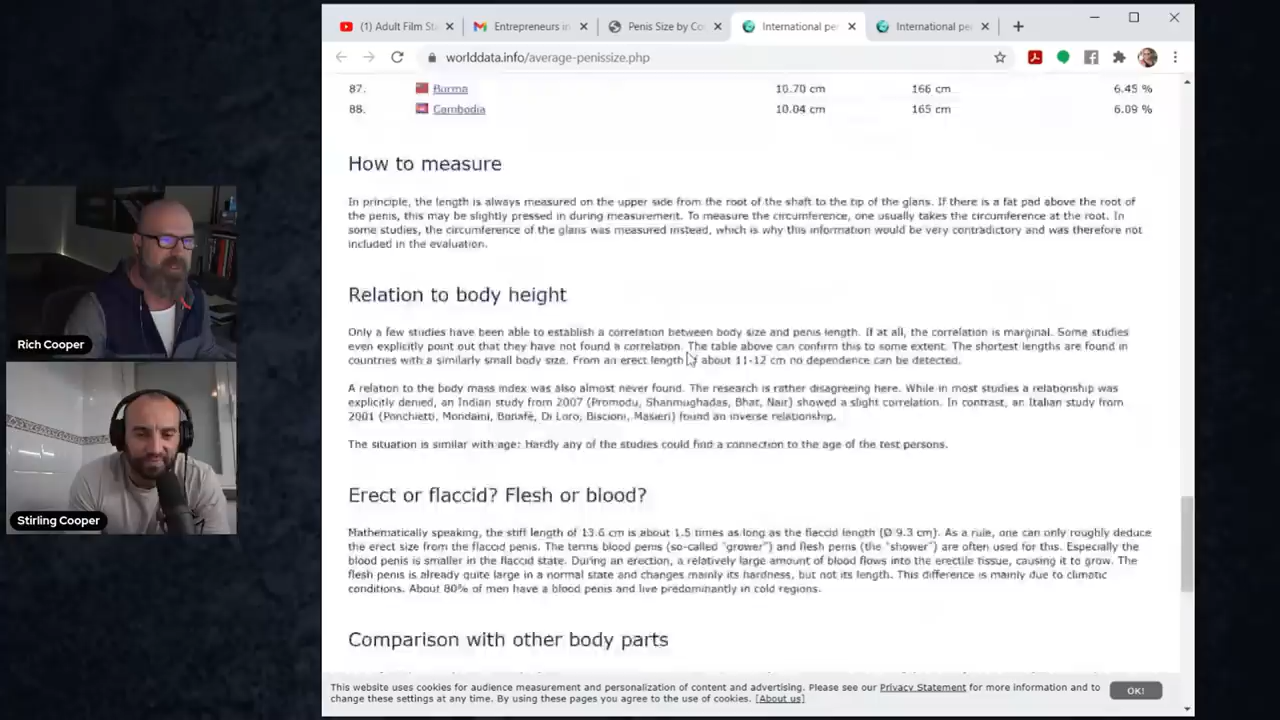 (1) Adult Film Sta
Entrepreneurs in
Penis Size by Co
International pe
International pe
worlddata.info/average-penissize.php
87. Burma 10.70 cm 166 cm 6.45 %
88. Cambodia 10.04 cm 165 cm 6.09 %
How to measure
In principle, the length is always measured on the upper side from the root of the shaft to the tip of the glans. If there is a fat pad above the root of
the penis, this may be slightly pressed in during measurement. To measure the circumference, one usually takes the circumference at the root. In
some studies, the circumference of the glans was measured instead, which is why this information would be very contradictory and was therefore not
included in the evaluation.
Relation to body height
Only a few studies have been able to establish a correlation between body size and penis length. If at all, the correlation is marginal. Some studies
even explicitly point out that they have not found a correlation. The table above can confirm this to some extent. The shortest lengths are found in
countries with a similarly small body size. From an erect length of about 11-12 cm no dependence can be detected.
A relation to the body mass index was also almost never found. The research is rather disagreeing here. While in most studies a relationship was
explicitly denied, an Indian study from 2007 (Promodu, Shanmughadas, Bhat, Nair) showed a slight correlation. In contrast, an Italian study from
2001 (Ponchietti, Mondani, Bonafè, Di Loro, Biscioni, Masieri) found an inverse relationship.
The situation is similar with age: Hardly any of the studies could find a connection to the age of the test persons.
Erect or flaccid? Flesh or blood?
Mathematically speaking, the stiff length of 13.6 cm is about 1.5 times as long as the flaccid length (Ø 9.3 cm). As a rule, one can only roughly deduce
the erect size from the flaccid penis. The terms blood penis (so-called "grower") and flesh penis (the "shower") are often used for this. Especially the
blood penis is smaller in the flaccid state. During an erection, a relatively large amount of blood flows into the erectile tissue, causing it to grow. The
flesh penis is already quite large in a normal state and changes mainly its hardness, but not its length. This difference is mainly due to climatic
conditions. About 80% of men have a blood penis and live predominantly in cold regions.
Comparison with other body parts
This website uses cookies for audience measurement and personalization of content and advertising. Please see our Privacy Statement for more information and to
change these settings at any time. By using these pages you agree to the use of cookies. [About us]
OK!
Rich Cooper
Stirling Cooper